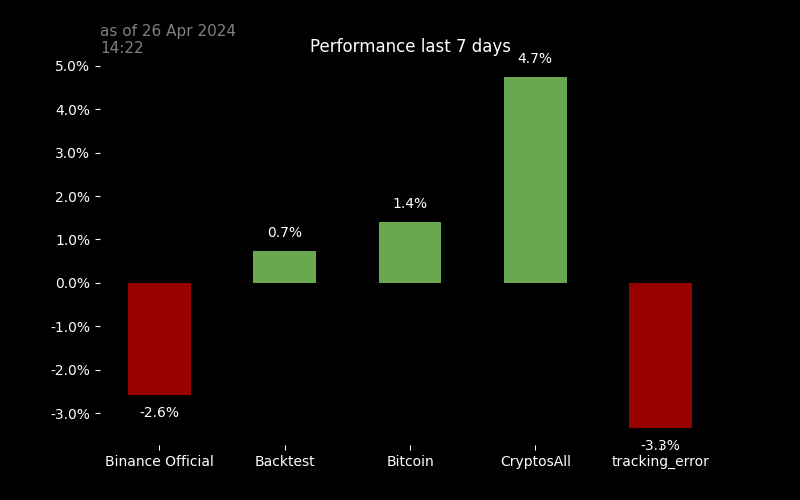 as of 26 Apr 2024
14:22
Performance last 7 days
5.0%
4.7%
4.0%
3.0%
2.0%
1.4%
1.0%
0.7%
0.0%
-1.0%
-2.0%
-3.0%
-2.6%
-3.3%
Binance Official
Backtest
Bitcoin
CryptosAll
tracking_error